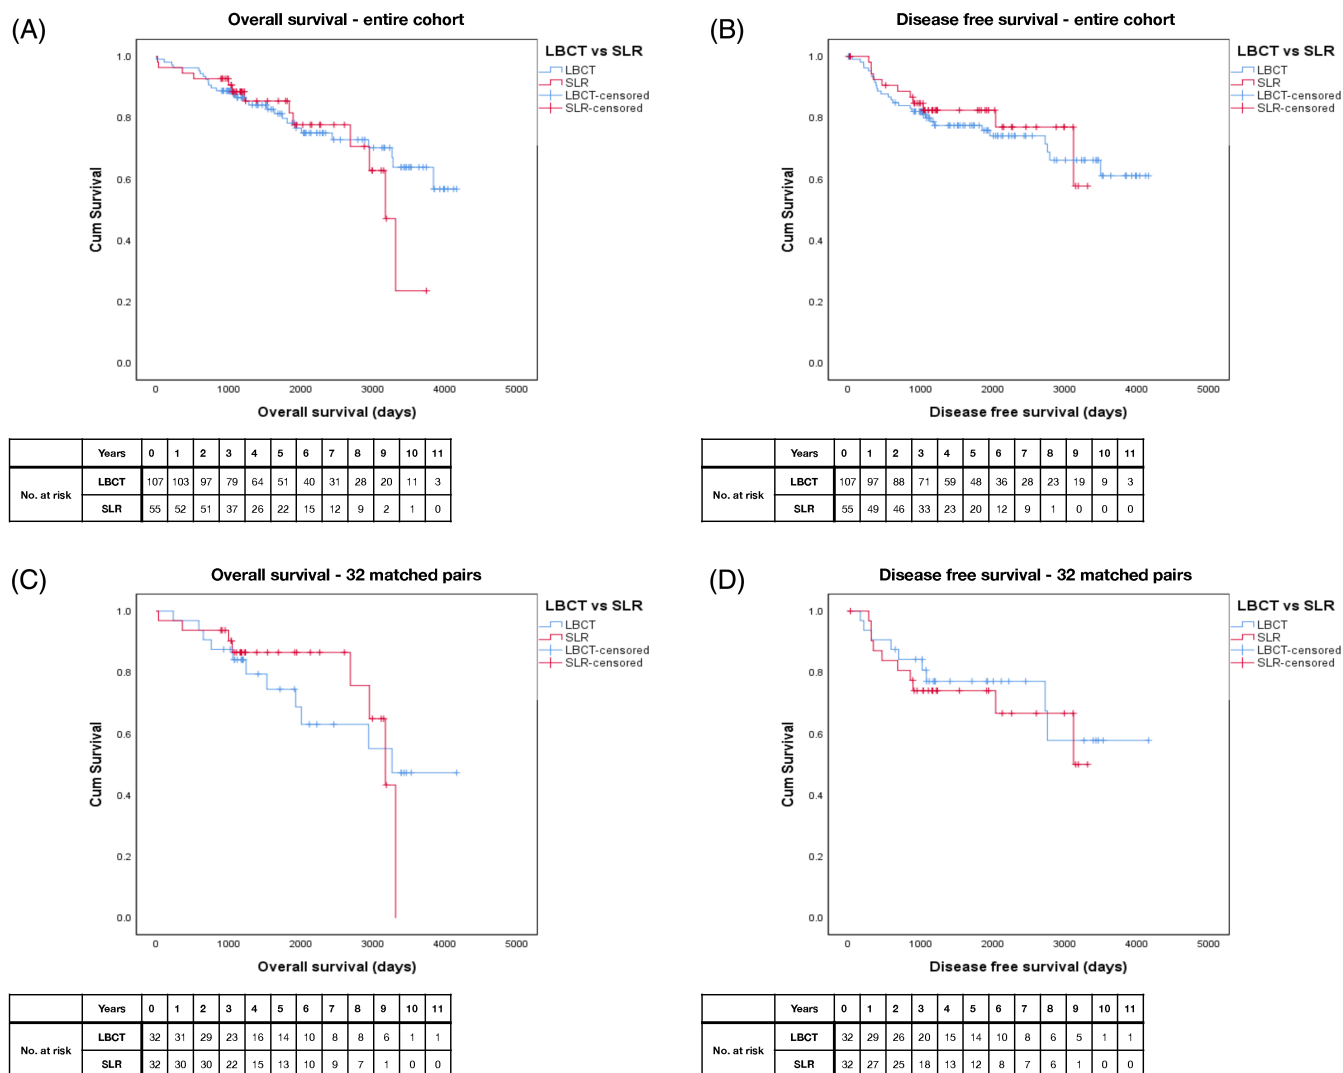 (A)
Overall survival - entire cohort
LBCT vs SLR
LBCT
SLR
LBCT-censored
SLR-censored
Cum Survival
1.0
0.8
0.6
0.4
0.2
0.0
0 1000 2000 3000 4000 5000
Overall survival (days)
Years 0 1 2 3 4 5 6 7 8 9 10 11
No. at risk
LBCT 107 103 97 79 64 51 40 31 28 20 11 3
SLR 55 52 51 37 26 22 15 12 9 2 1 0
(B)
Disease free survival - entire cohort
LBCT vs SLR
LBCT
SLR
LBCT-censored
SLR-censored
Cum Survival
1.0
0.8
0.6
0.4
0.2
0.0
0 1000 2000 3000 4000 5000
Disease free survival (days)
Years 0 1 2 3 4 5 6 7 8 9 10 11
No. at risk
LBCT 107 97 88 71 59 48 36 28 23 19 9 3
SLR 55 49 46 33 23 20 12 9 1 0 0 0
(C)
Overall survival - 32 matched pairs
LBCT vs SLR
LBCT
SLR
LBCT-censored
SLR-censored
Cum Survival
1.0
0.8
0.6
0.4
0.2
0.0
0 1000 2000 3000 4000 5000
Overall survival (days)
Years 0 1 2 3 4 5 6 7 8 9 10 11
No. at risk
LBCT 32 31 29 23 16 14 10 8 8 6 1 1
SLR 32 30 30 22 15 13 10 9 7 1 0 0
(D)
Disease free survival - 32 matched pairs
LBCT vs SLR
LBCT
SLR
LBCT-censored
SLR-censored
Cum Survival
1.0
0.8
0.6
0.4
0.2
0.0
0 1000 2000 3000 4000 5000
Disease free survival (days)
Years 0 1 2 3 4 5 6 7 8 9 10 11
No. at risk
LBCT 32 29 26 20 15 14 10 8 6 5 1 1
SLR 32 27 25 18 13 12 8 7 6 1 0 0